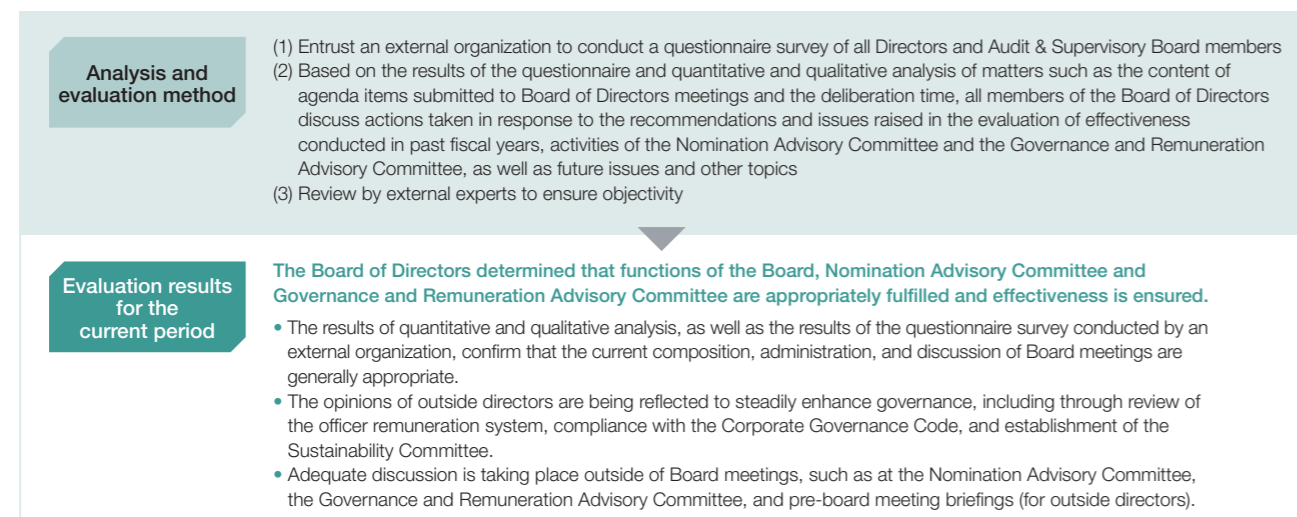 Analysis and
evaluation method
(1) Entrust an external organization to conduct a questionnaire survey of all Directors and Audit & Supervisory Board members
(2) Based on the results of the questionnaire and quantitative and qualitative analysis of matters such as the content of
agenda items submitted to Board of Directors meetings and the deliberation time, all members of the Board of Directors
discuss actions taken in response to the recommendations and issues raised in the evaluation of effectiveness
conducted in past fiscal years, activities of the Nomination Advisory Committee and the Governance and Remuneration
Advisory Committee, as well as future issues and other topics
(3) Review by external experts to ensure objectivity
Evaluation results
for the
current period
The Board of Directors determined that functions of the Board, Nomination Advisory Committee and
Governance and Remuneration Advisory Committee are appropriately fulfilled and effectiveness is ensured.
• The results of quantitative and qualitative analysis, as well as the results of the questionnaire survey conducted by an
external organization, confirm that the current composition, administration, and discussion of Board meetings are
generally appropriate.
• The opinions of outside directors are being reflected to steadily enhance governance, including through review of
the officer remuneration system, compliance with the Corporate Governance Code, and establishment of the
Sustainability Committee.
• Adequate discussion is taking place outside of Board meetings, such as at the Nomination Advisory Committee,
the Governance and Remuneration Advisory Committee, and pre-board meeting briefings (for outside directors).